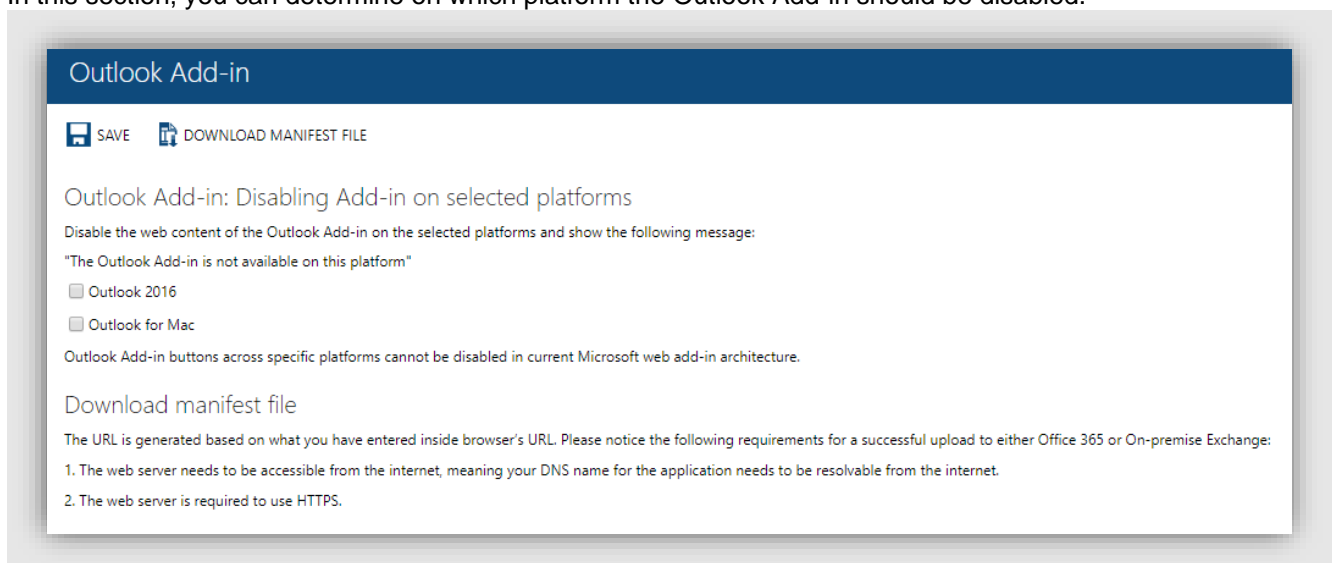 In this section, you can determine on which platform the Outlook Add-in should be disabled.
Outlook Add-in
SAVE DOWNLOAD MANIFEST FILE
Outlook Add-in: Disabling Add-in on selected platforms
Disable the web content of the Outlook Add-in on the selected platforms and show the following message:
"The Outlook Add-in is not available on this platform"
Outlook 2016
Outlook for Mac
Outlook Add-in buttons across specific platforms cannot be disabled in current Microsoft web add-in architecture.
Download manifest file
The URL is generated based on what you have entered inside browser's URL. Please notice the following requirements for a successful upload to either Office 365 or On-premise Exchange:
1. The web server needs to be accessible from the internet, meaning your DNS name for the application needs to be resolvable from the internet.
2. The web server is required to use HTTPS.